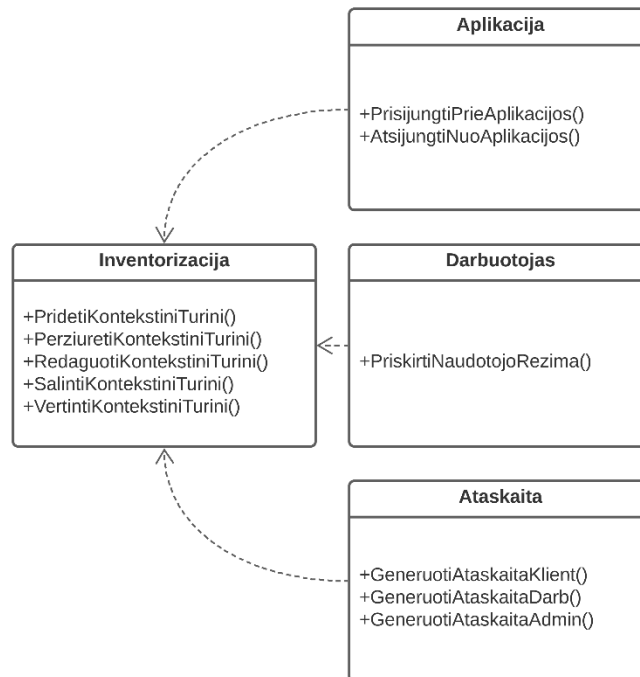 Aplikacija
+PrisijungtiPrieAplikacijos()
+AtsijungtiNuoAplikacijos()
Inventorizacija
+PridetiKontekstiniTurini()
+PerziuretiKontekstiniTurini()
+RedaguotiKontekstiniTurini()
+SalintiKontekstiniTurini()
+VertintiKontekstiniTurini()
Darbuotojas
+PriskirtiNaudotojoRezima()
Ataskaita
+GeneruotiAtaskaitaKlient()
+GeneruotiAtaskaitaDarb()
+GeneruotiAtaskaitaAdmin()